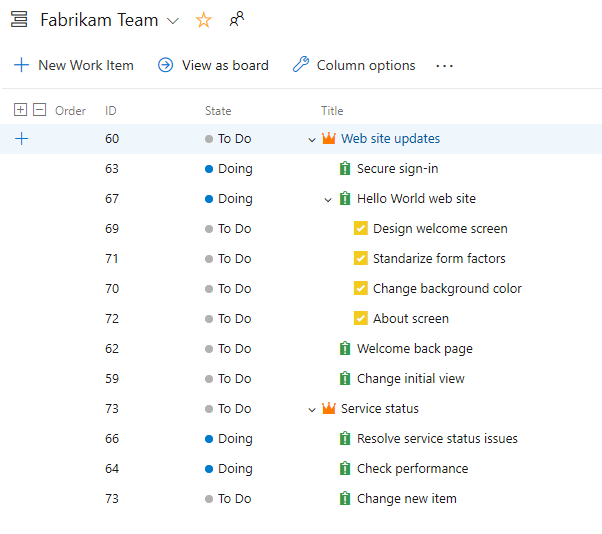 Fabrikam Team
New Work Item View as board Column options ...
Order ID State Title
60 To Do Web site updates
63 Doing Secure sign-in
67 Doing Hello World web site
69 To Do Design welcome screen
71 To Do Standarize form factors
70 To Do Change background color
72 To Do About screen
62 To Do Welcome back page
59 To Do Change initial view
73 To Do Service status
66 Doing Resolve service status issues
64 Doing Check performance
73 To Do Change new item